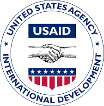 UNITED STATES AGENCY
USAID
INTERNATIONAL DEVELOPMENT